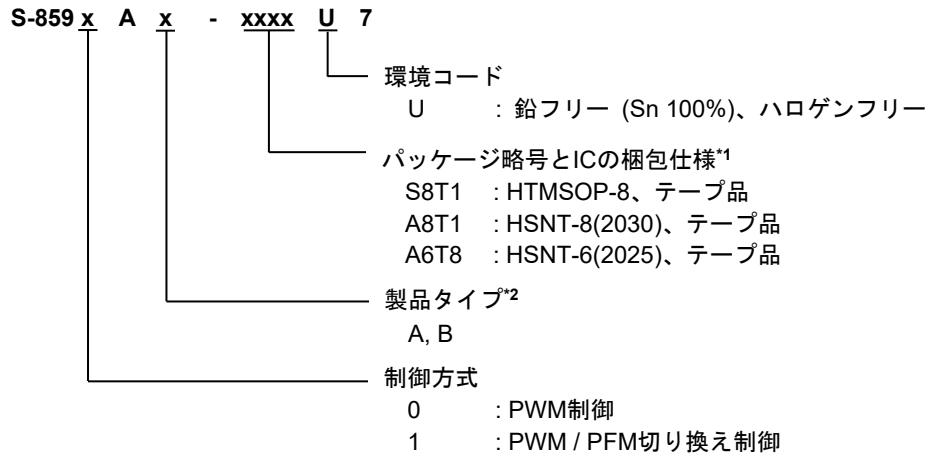 S-859 x A x - xxxx U 7
環境コード
U : 鉛フリー (Sn 100%)、ハロゲンフリー
パッケージ略号とICの梱包仕様*1
S8T1 : HTMSOP-8、テープ品
A8T1 : HSNT-8(2030)、テープ品
A6T8 : HSNT-6(2025)、テープ品
製品タイプ*2
A, B
制御方式
0 : PWM制御
1 : PWM / PFM切り換え制御